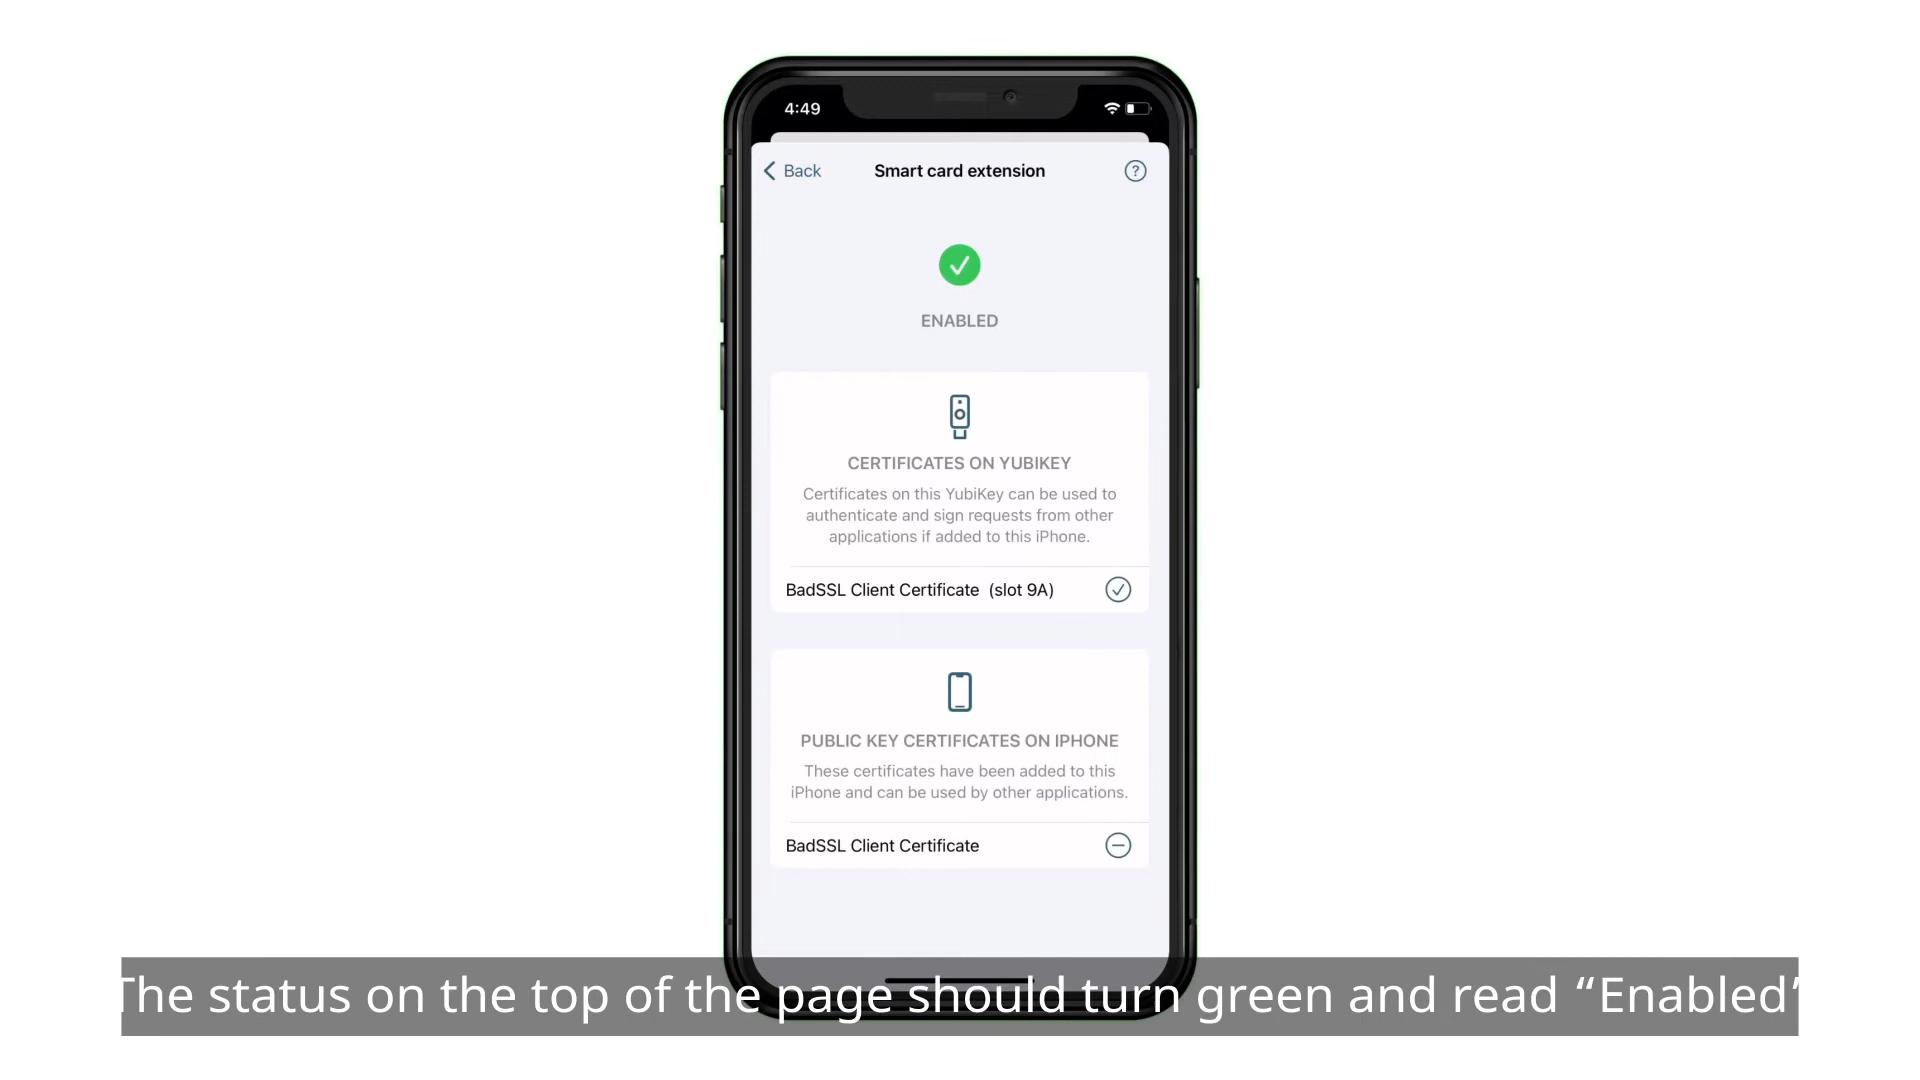 4:49
Back
Smart card extension
?
ENABLED
CERTIFICATES ON YUBIKEY
Certificates on this YubiKey can be used to
authenticate and sign requests from other
applications if added to this iPhone.
BadSSL Client Certificate (slot 9A)
PUBLIC KEY CERTIFICATES ON IPHONE
These certificates have been added to this
iPhone and can be used by other applications.
BadSSL Client Certificate
The status on the top of the page should turn green and read “Enabled”